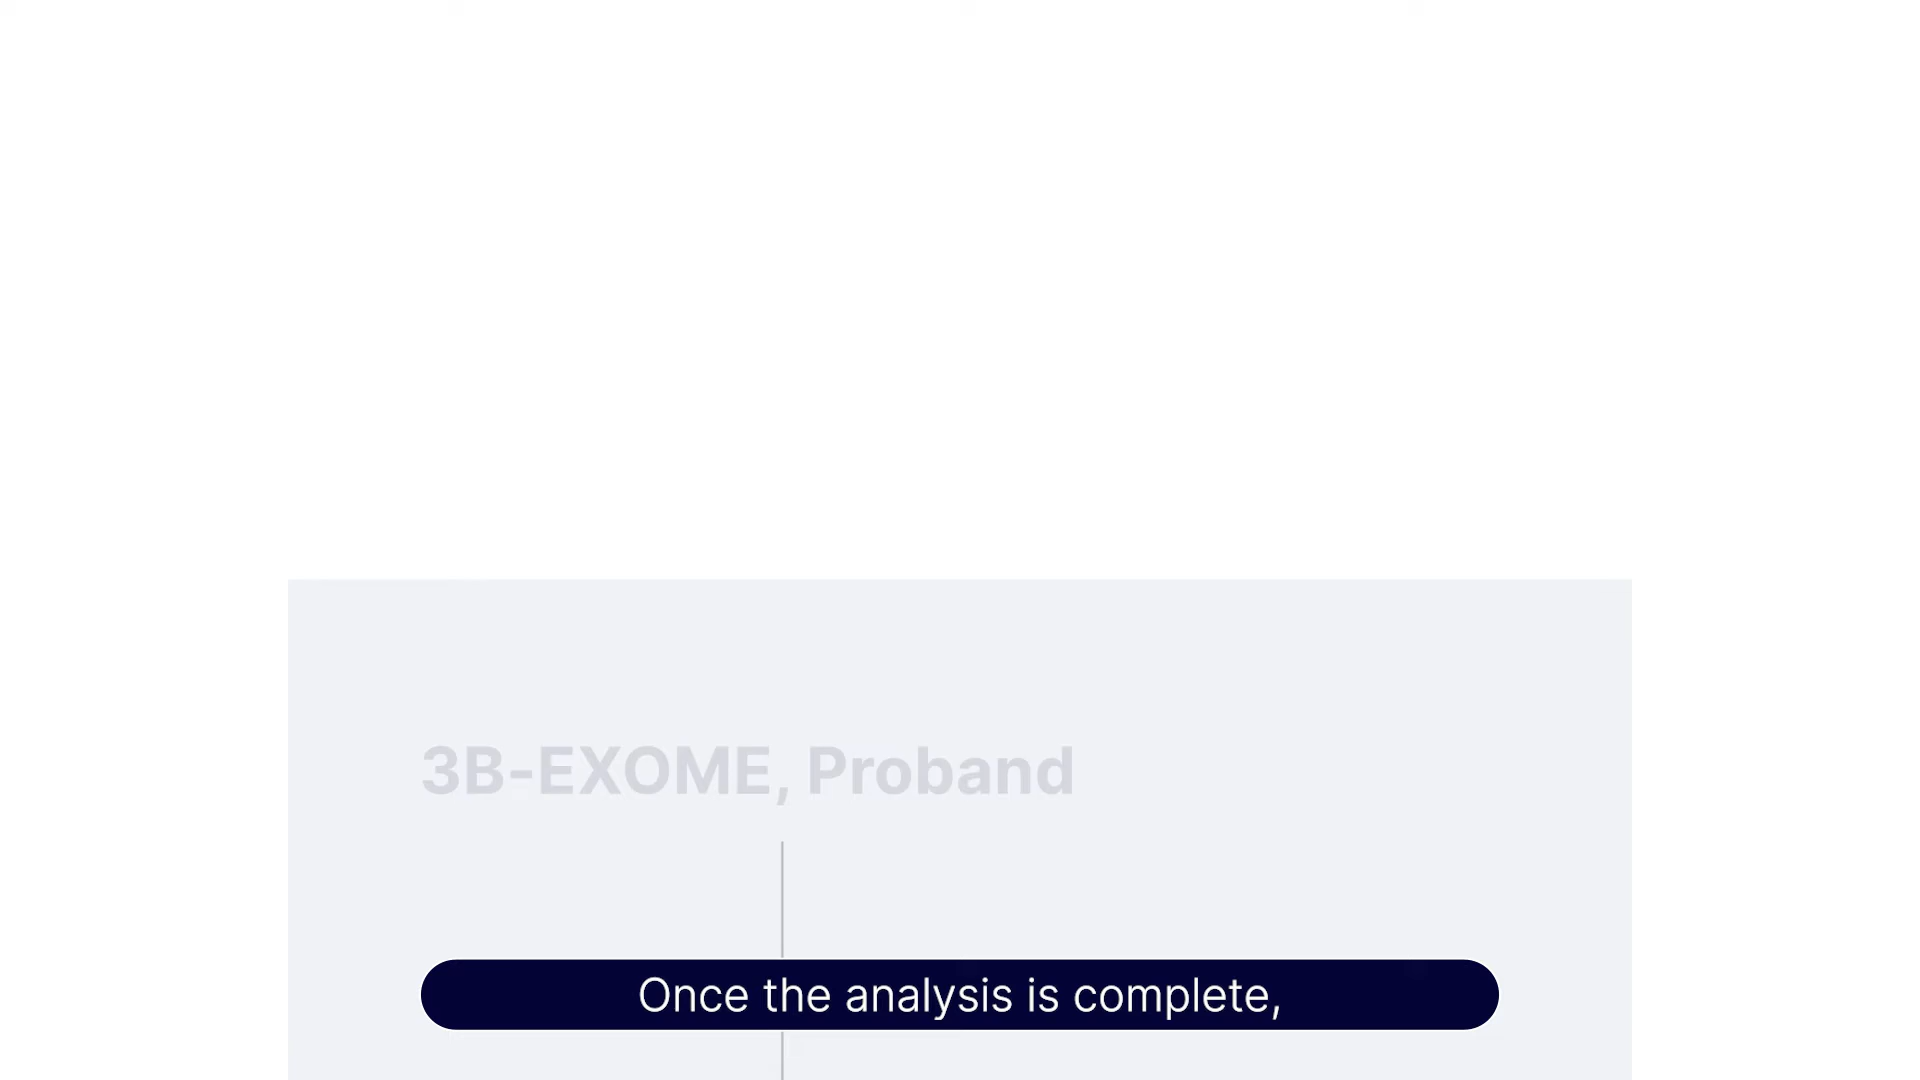 3B-EXOME, Proband
Once the analysis is complete,